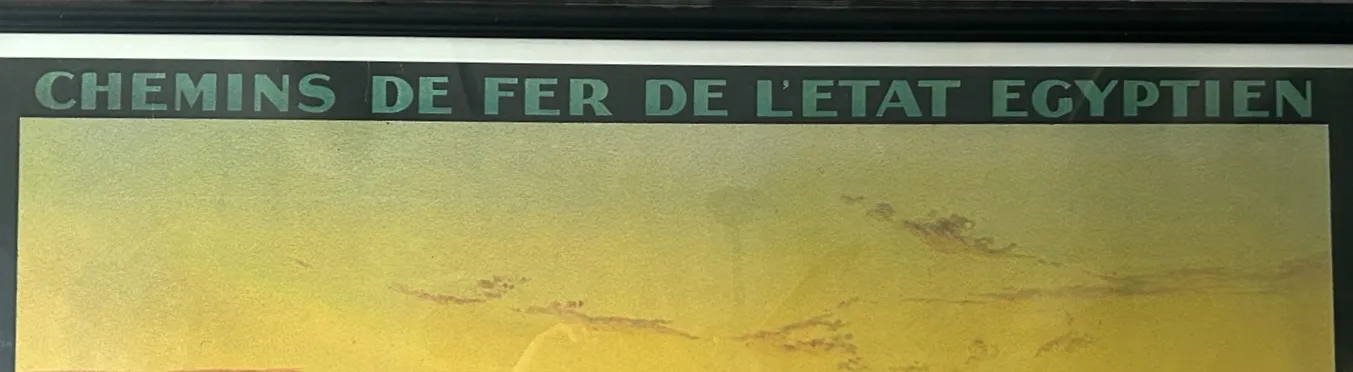 CHEMINS DE FER DE L'ETAT EGYPTIEN